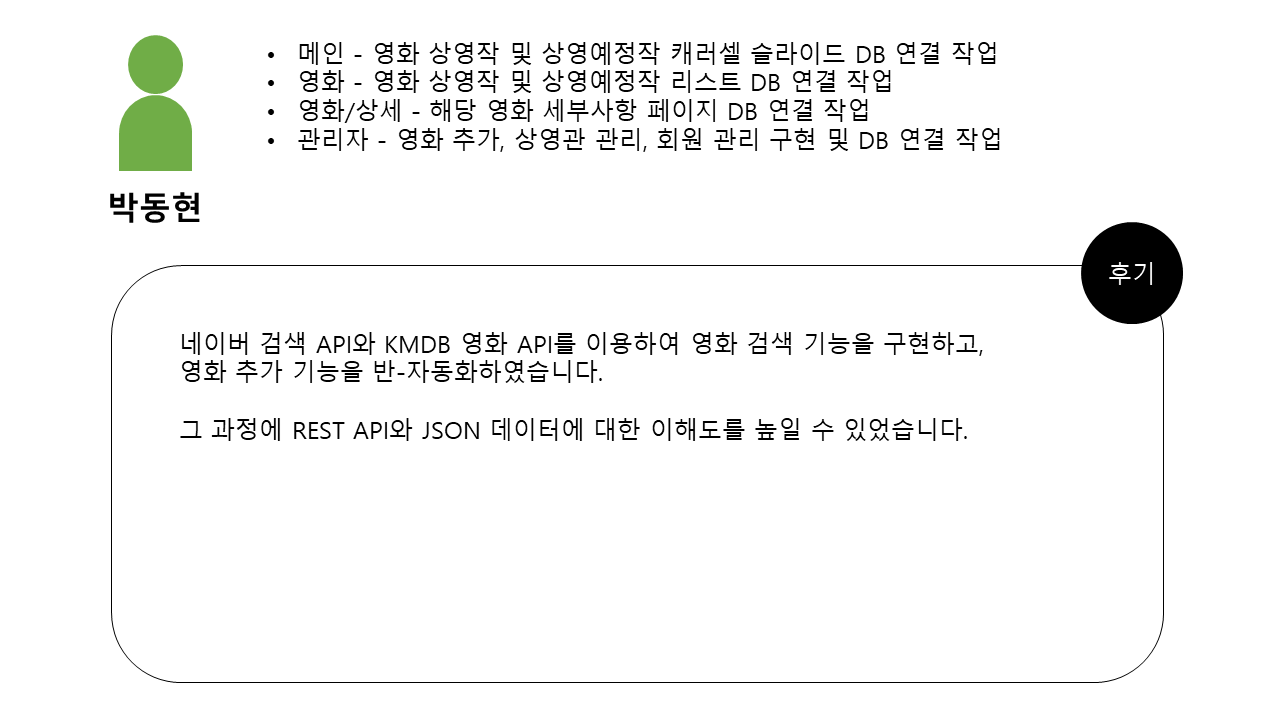 • 메인 - 영화 상영작 및 상영예정작 캐러셀 슬라이드 DB 연결 작업
• 영화 - 영화 상영작 및 상영예정작 리스트 DB 연결 작업
• 영화/상세 - 해당 영화 세부사항 페이지 DB 연결 작업
• 관리자 - 영화 추가, 상영관 관리, 회원 관리 구현 및 DB 연결 작업
박동현
후기
네이버 검색 API와 KMDB 영화 API를 이용하여 영화 검색 기능을 구현하고,
영화 추가 기능을 반-자동화하였습니다.
그 과정에 REST API와 JSON 데이터에 대한 이해도를 높일 수 있었습니다.